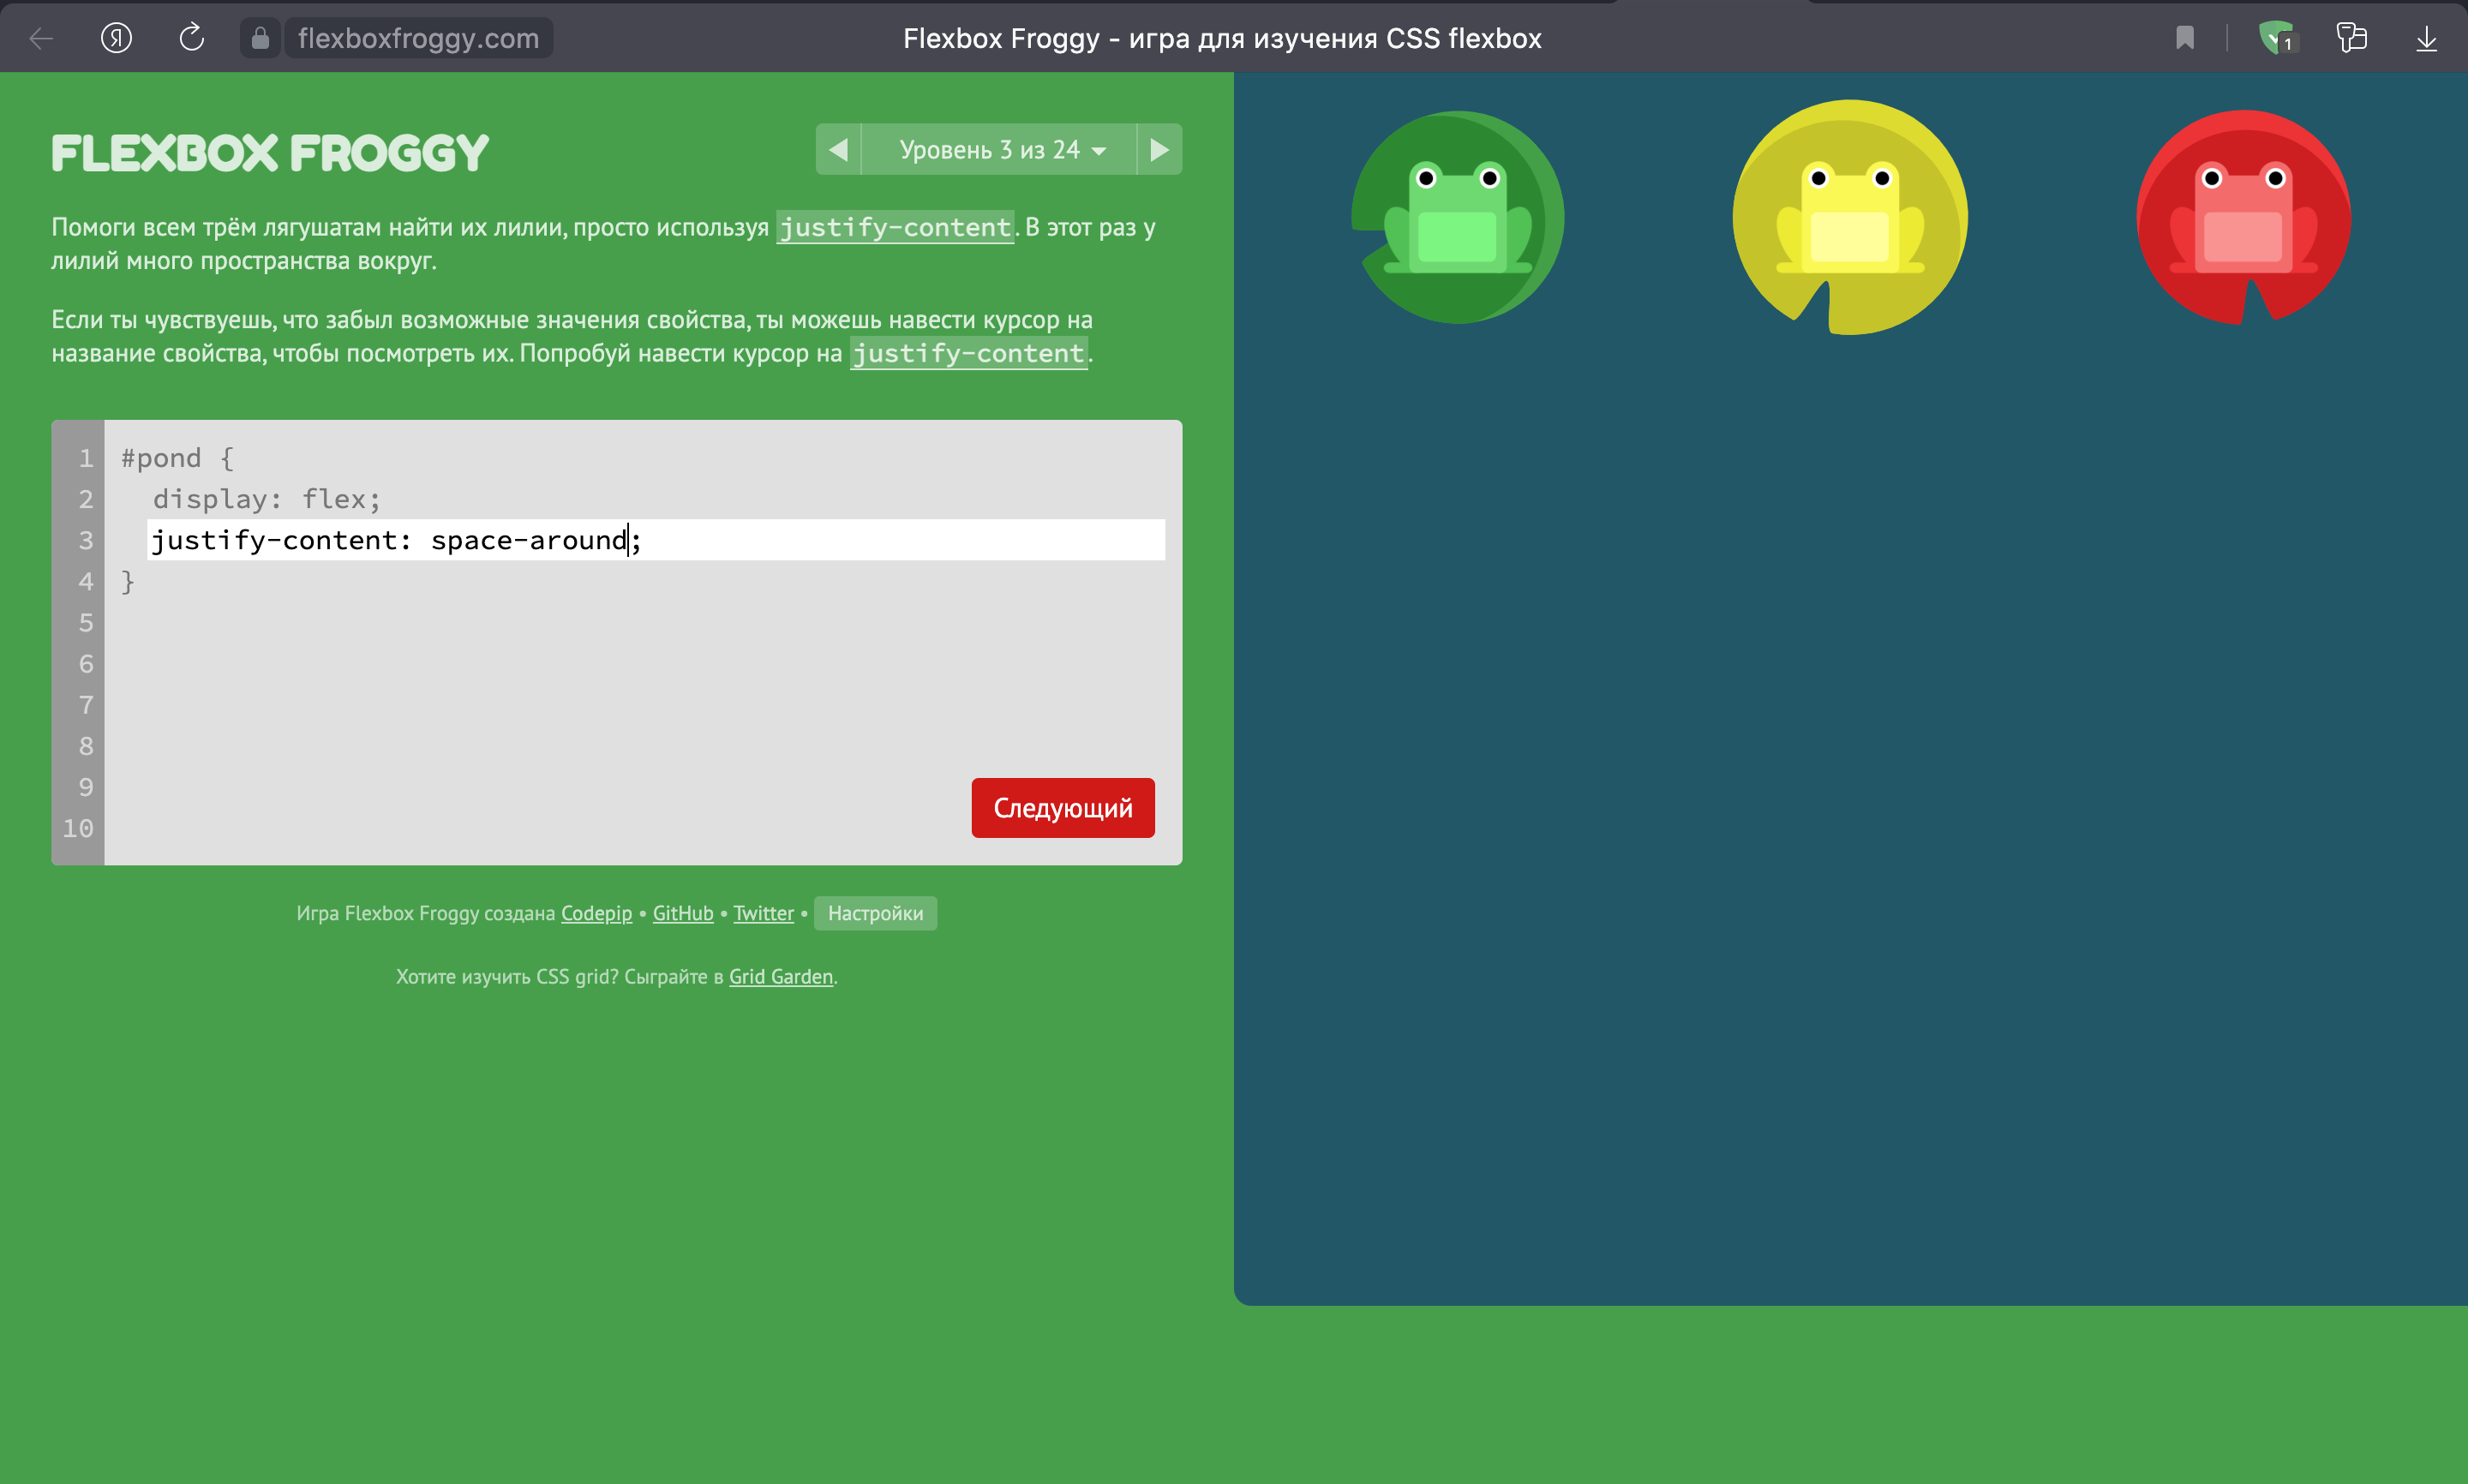 Я
flexboxfroggy.com
Flexbox Froggy - игра для изучения CSS flexbox
1
FLEXBOX FROGGY
Уровень 3 из 24
Помоги всем трём лягушатам найти их лилии, просто используя justify-content. В этот раз у
лилий много пространства вокруг.
Если ты чувствуешь, что забыл возможные значения свойства, ты можешь навести курсор на
название свойства, чтобы посмотреть их. Попробуй навести курсор на justify-content.
1 #pond {
2 display: flex;
3 justify-content: space-around;
4 }
5
6
7
8
9
10
Следующий
Игра Flexbox Froggy создана Codepip • GitHub • Twitter • Настройки
Хотите изучить CSS grid? Сыграйте в Grid Garden.